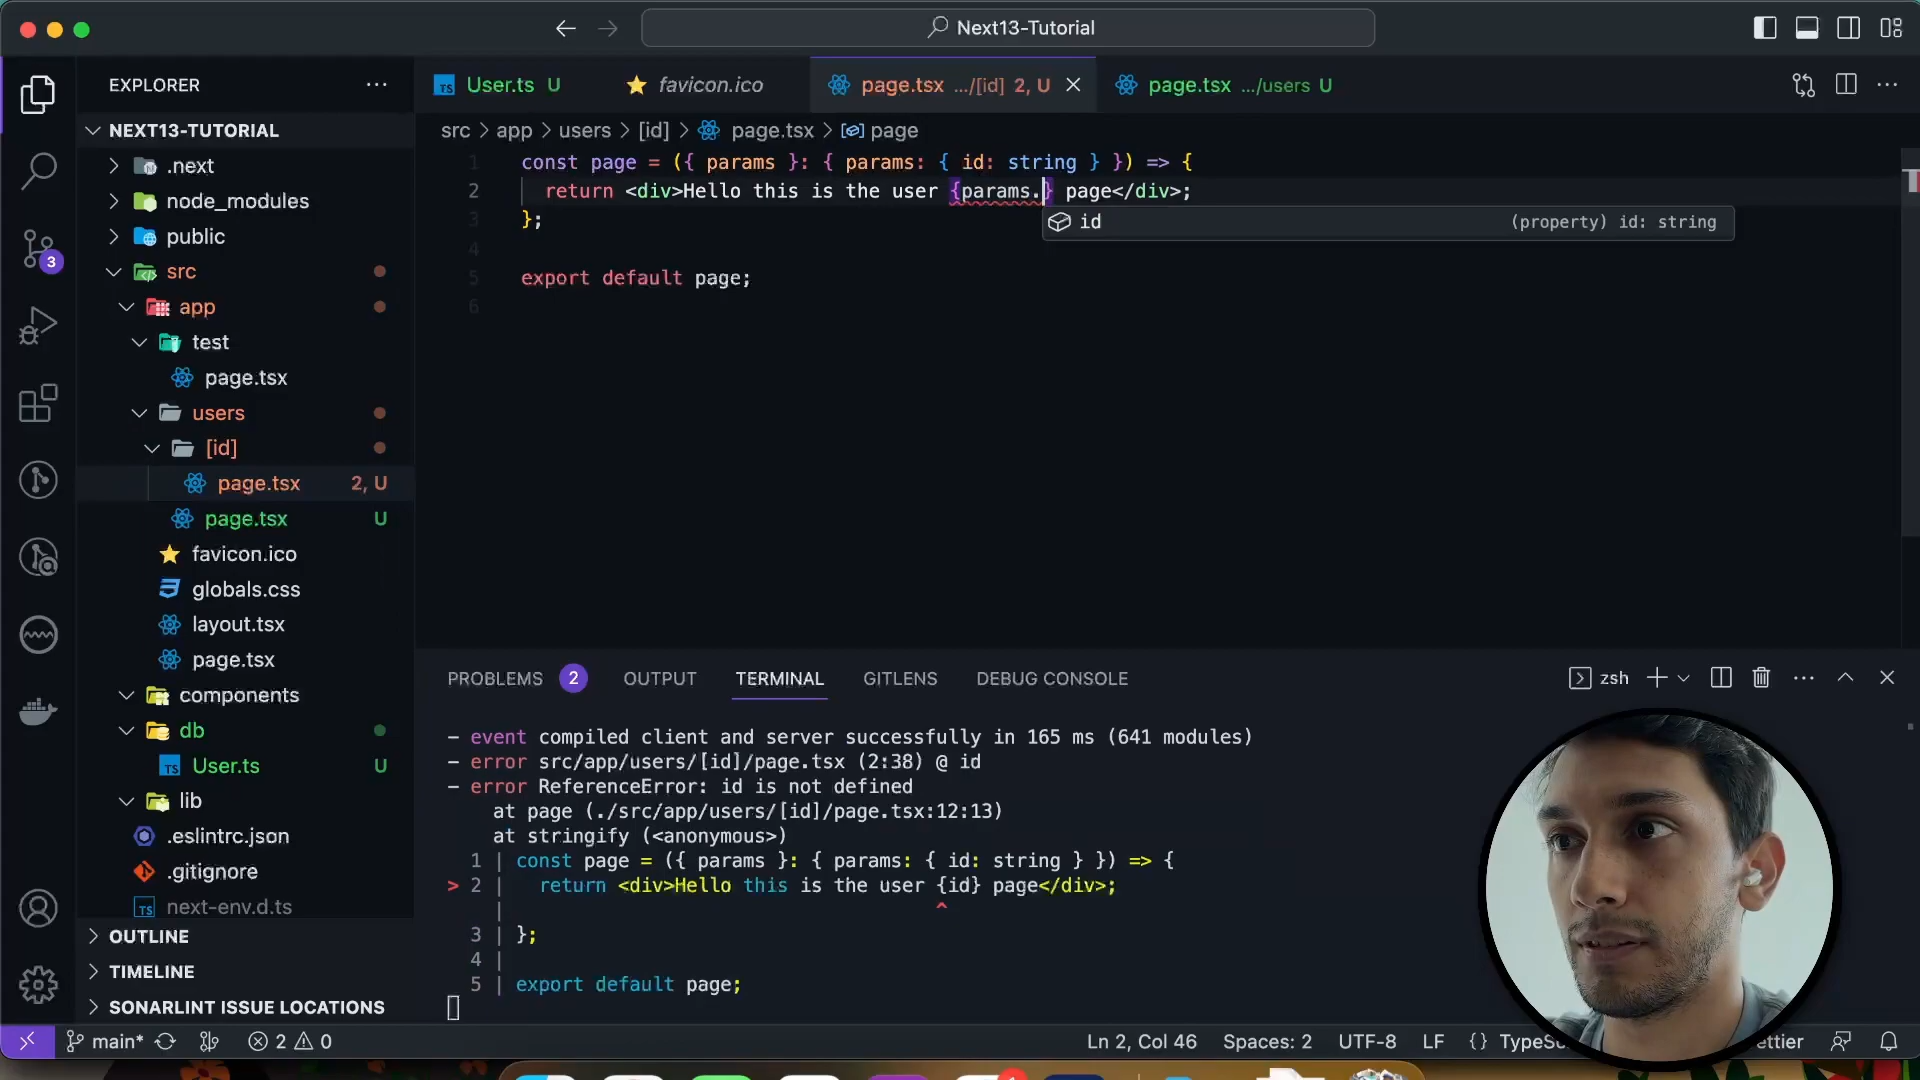 Next13-Tutorial
EXPLORER
User.ts U
favicon.ico
page.tsx .../[id] 2, U
page.tsx .../users U
NEXT13-TUTORIAL
src > app > users > [id] > page.tsx > page
.next
node_modules
public
src
app
test
page.tsx
users
[id]
page.tsx 2, U
page.tsx U
favicon.ico
globals.css
layout.tsx
page.tsx
components
db
User.ts U
lib
.eslintrc.json
.gitignore
next-env.d.ts
OUTLINE
TIMELINE
SONARLINT ISSUE LOCATIONS
3
1 const page = ({ params }: { params: { id: string } }) => {
2 return <div>Hello this is the user {params.} page</div>;
3 };
4
5 export default page;
6
id (property) id: string
PROBLEMS 2 OUTPUT TERMINAL GITLENS DEBUG CONSOLE
zsh
- event compiled client and server successfully in 165 ms (641 modules)
- error src/app/users/[id]/page.tsx (2:38) @ id
- error ReferenceError: id is not defined
at page (./src/app/users/[id]/page.tsx:12:13)
at stringify (<anonymous>)
1 | const page = ({ params }: { params: { id: string } }) => {
> 2 | return <div>Hello this is the user {id} page</div>;
| ^
3 | };
4 |
5 | export default page;
main* 2 0
Ln 2, Col 46 Spaces: 2 UTF-8 LF {}